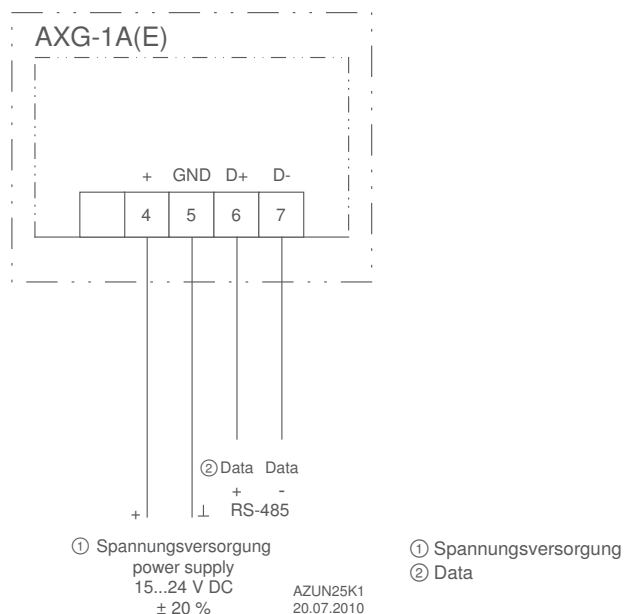 AXG-1A(E)
+ GND D+ D-
4 5 6 7
② Data Data
+ -
+ ⊥ RS-485
① Spannungsversorgung
power supply
15...24 V DC
± 20 %
AZUN25K1
20.07.2010
① Spannungsversorgung
② Data